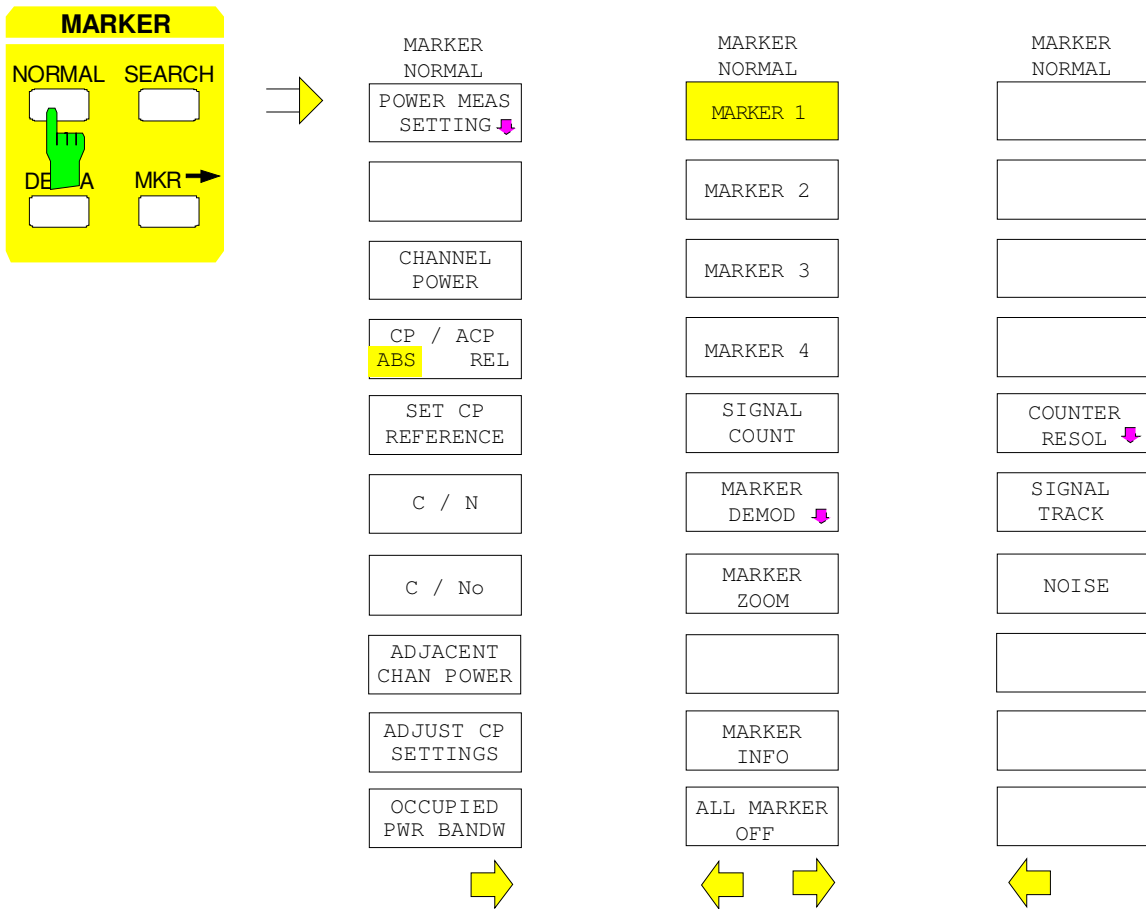 MARKER
NORMAL SEARCH
MKR
MARKER
NORMAL
POWER MEAS
SETTING
CHANNEL
POWER
CP / ACP
ABS REL
SET CP
REFERENCE
C / N
C / No
ADJACENT
CHAN POWER
ADJUST CP
SETTINGS
OCCUPIED
PWR BANDW
MARKER
NORMAL
MARKER 1
MARKER 2
MARKER 3
MARKER 4
SIGNAL
COUNT
MARKER
DEMOD
MARKER
ZOOM
MARKER
INFO
ALL MARKER
OFF
MARKER
NORMAL
COUNTER
RESOL
SIGNAL
TRACK
NOISE